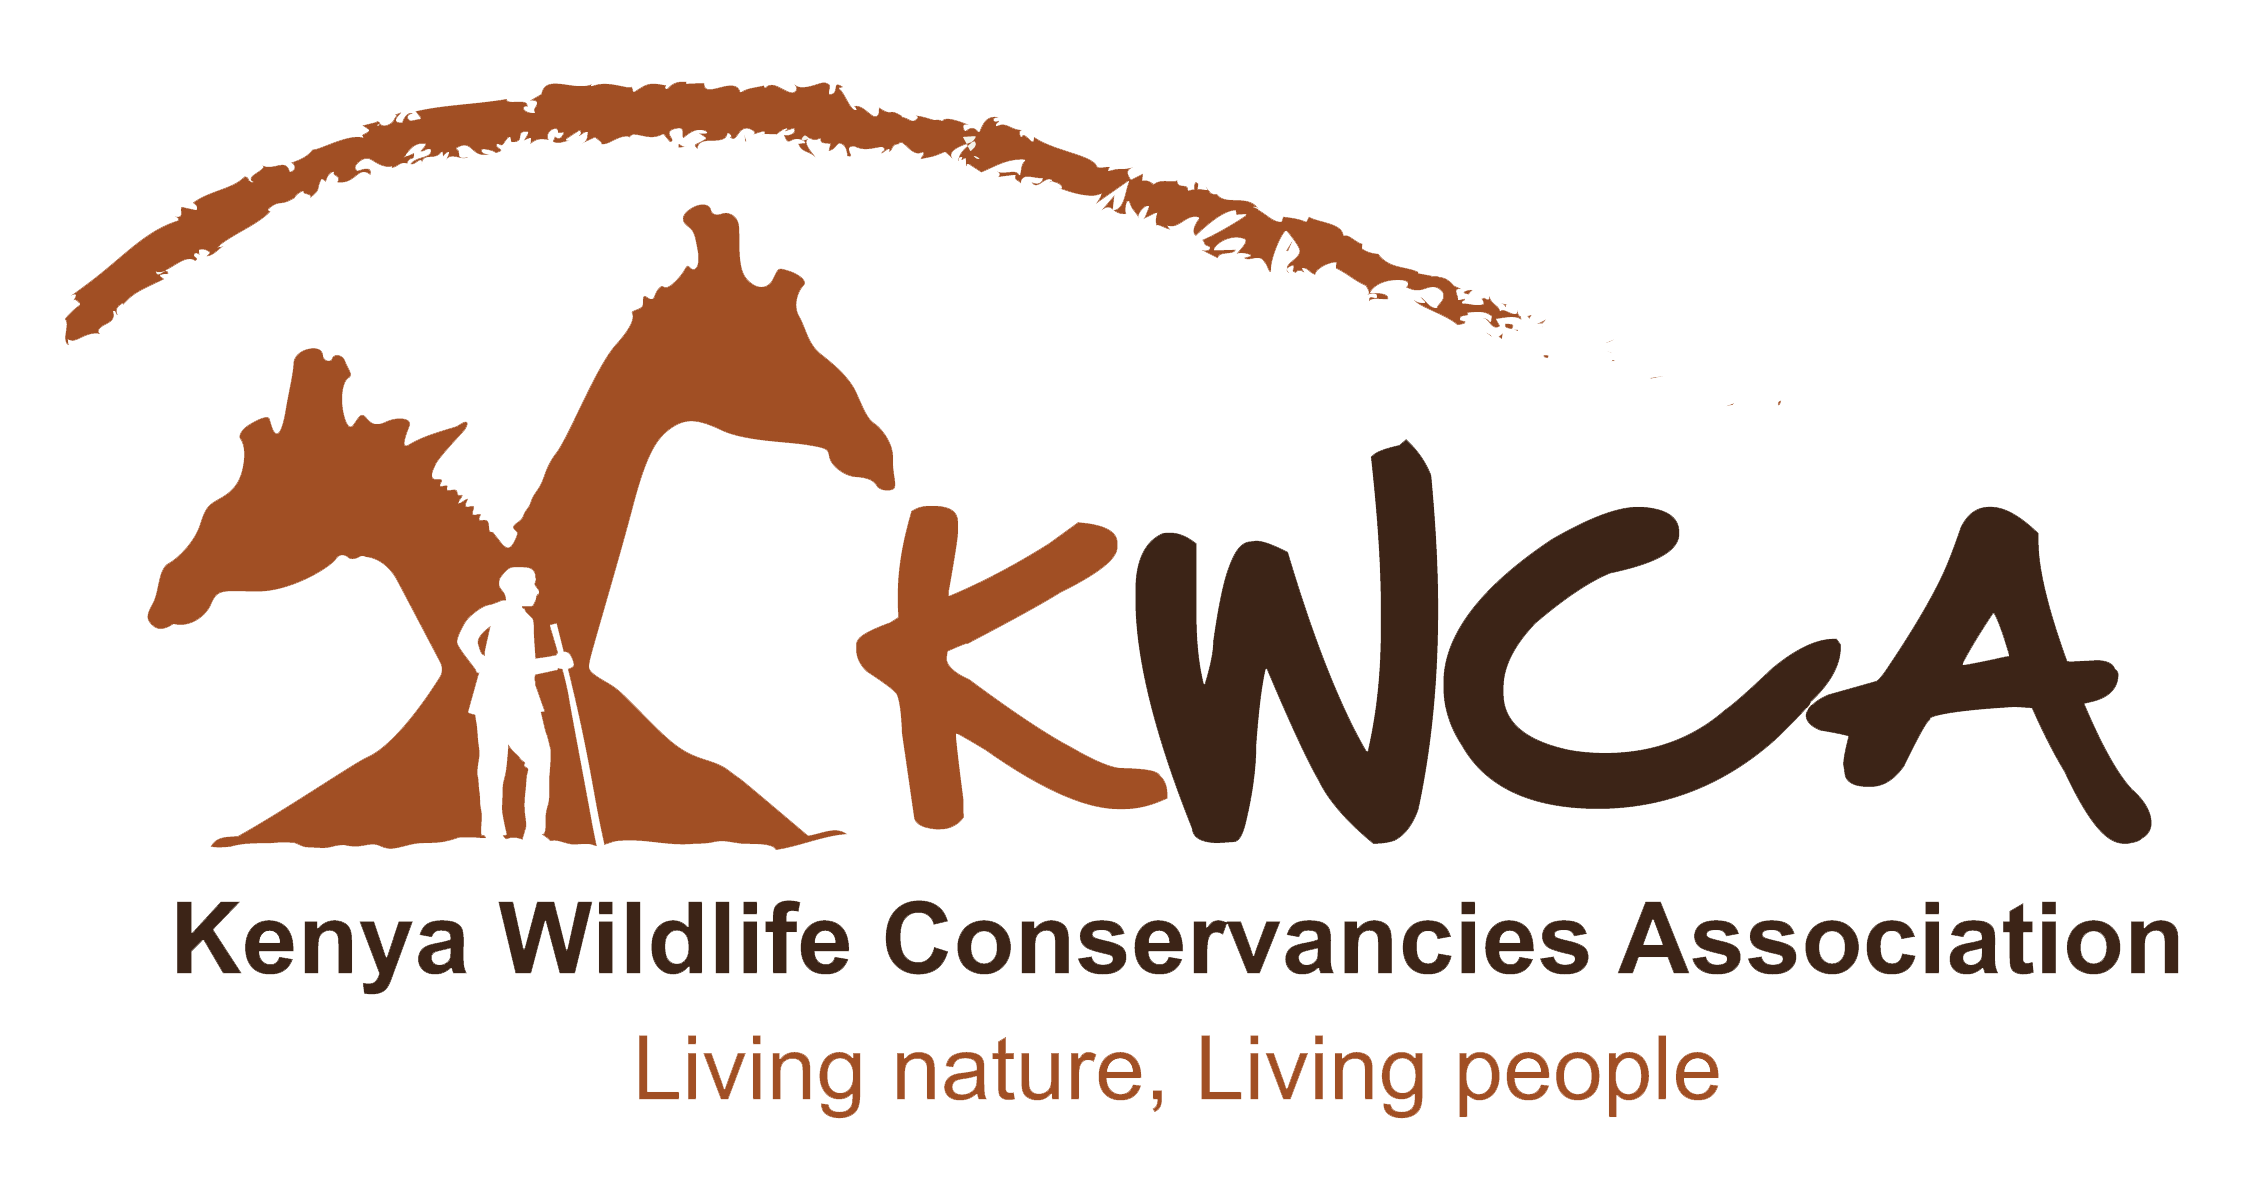 KWCA
Kenya Wildlife Conservancies Association
Living nature, Living people